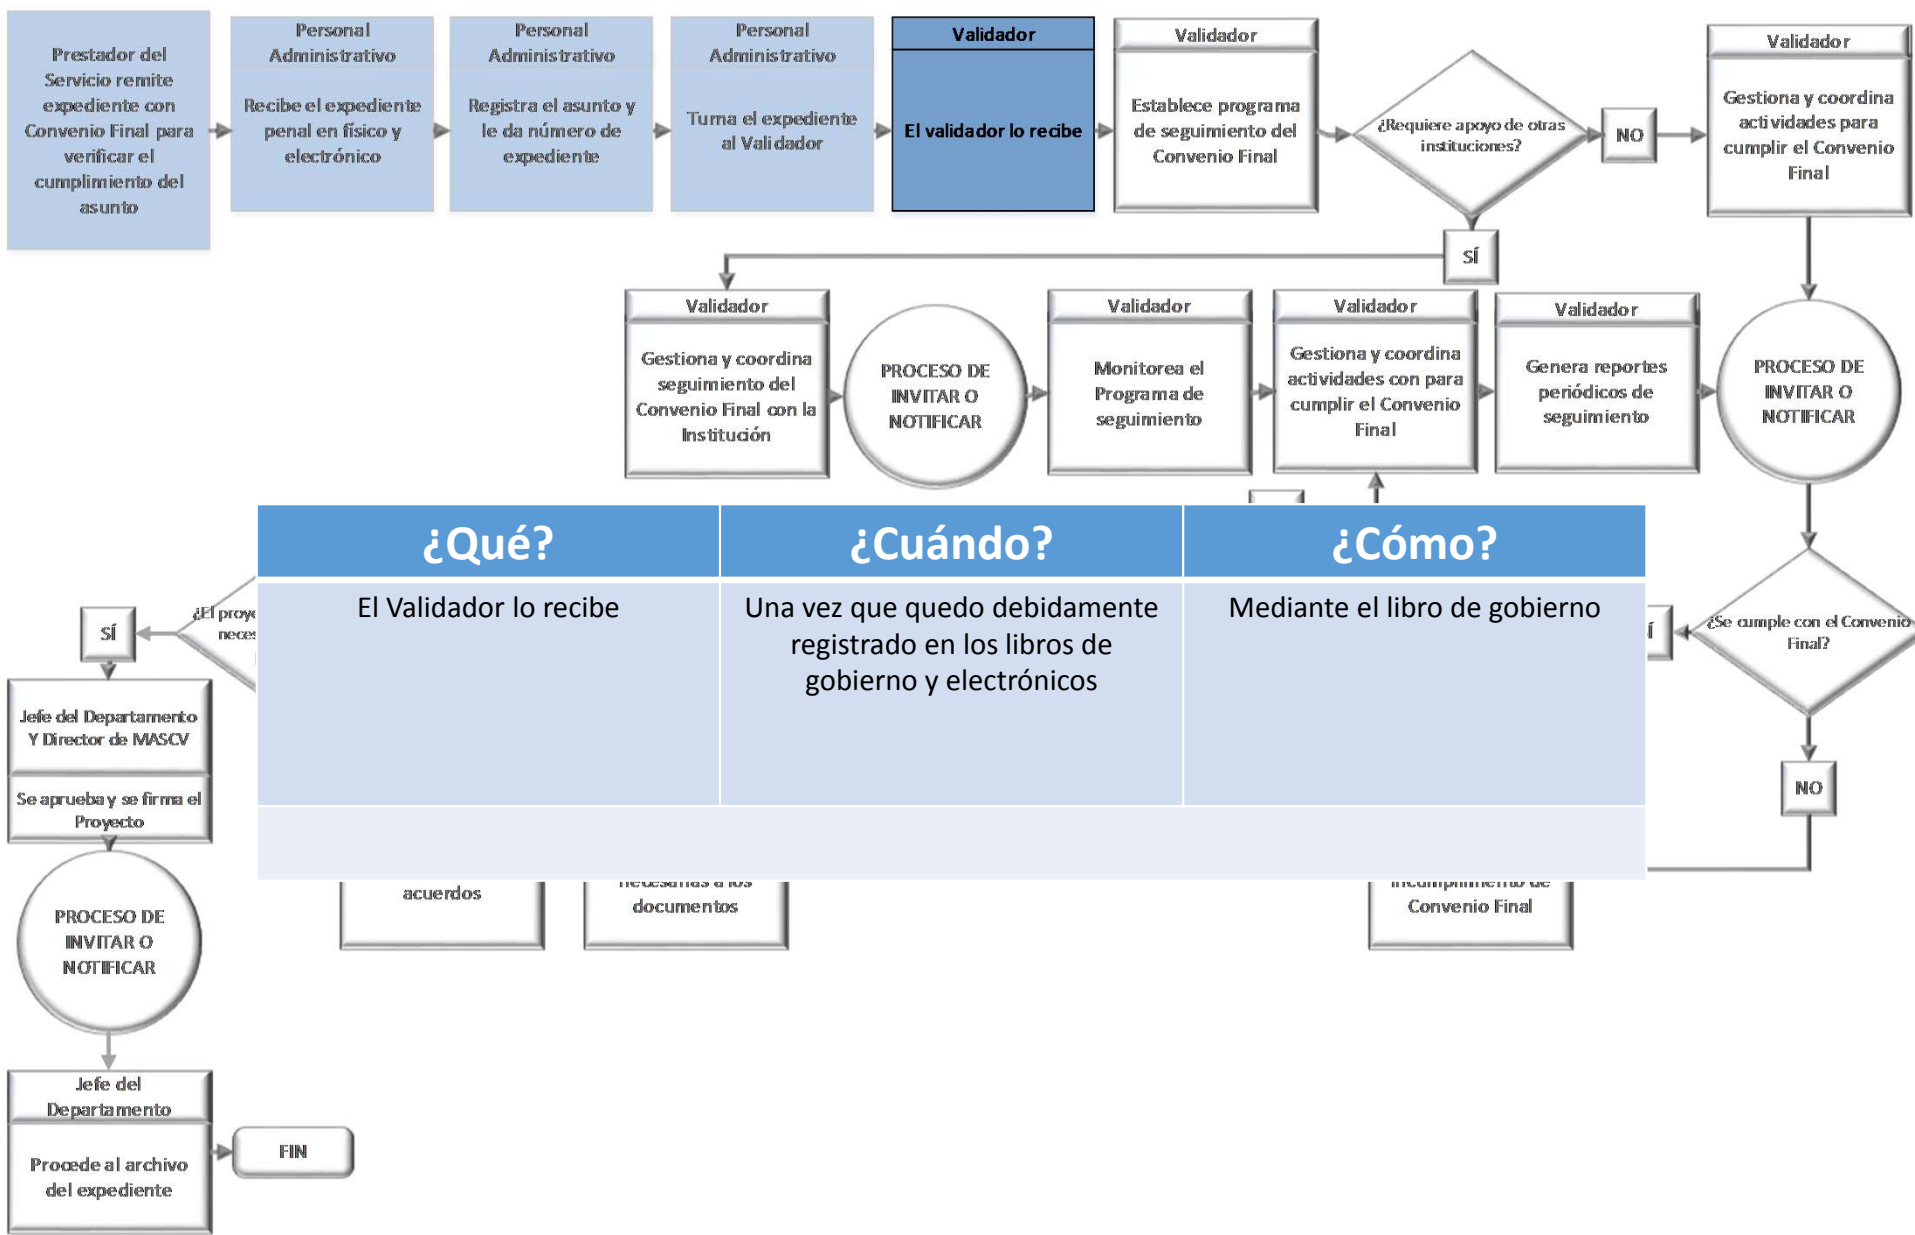 Prestador del
Servicio remite
expediente con
Convenio Final para
verificar el
cumplimiento del
asunto
Personal
Administrativo
Recibe el expediente
penal en físico y
electrónico
Personal
Administrativo
Registra el asunto y
le da número de
expediente
Personal
Administrativo
Turna el expediente
al Validador
Validador
El validador lo recibe
Validador
Establece programa
de seguimiento del
Convenio Final
¿Requiere apoyo de otras
instituciones?
NO
Validador
Gestiona y coordina
actividades para
cumplir el Convenio
Final
SÍ
Validador
Gestiona y coordina
seguimiento del
Convenio Final con la
Institución
PROCESO DE
INVITAR O
NOTIFICAR
Validador
Monitorea el
Programa de
seguimiento
Validador
Gestiona y coordina
actividades con para
cumplir el Convenio
Final
Validador
Genera reportes
periódicos de
seguimiento
PROCESO DE
INVITAR O
NOTIFICAR
¿Qué?
¿Cuándo?
¿Cómo?
El Validador lo recibe
Una vez que quedo debidamente
registrado en los libros de
gobierno y electrónicos
Mediante el libro de gobierno
SÍ
¿El
¿Se cumple con el Convenio
Final?
NO
Jefe del Departamento
Y Director de MASCV
Se aprueba y se firma el
Proyecto
acuerdos
necesarias a los
documentos
incumplimiento de
Convenio Final
PROCESO DE
INVITAR O
NOTIFICAR
Jefe del
Departamento
Procede al archivo
del expediente
FIN